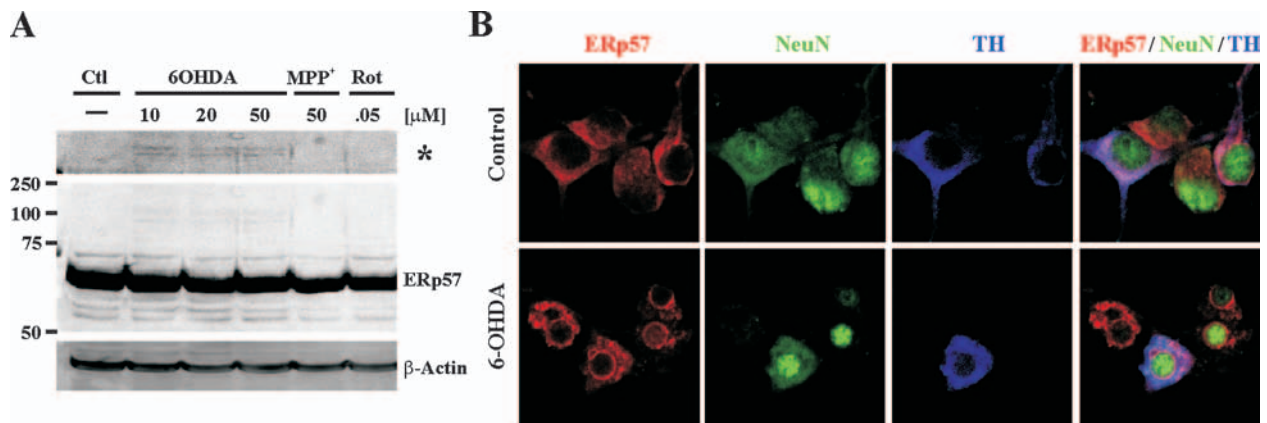 A
Ctl 6OHDA MPP⁺ Rot
— 10 20 50 50 .05 [μM]
*
250
100
75
ERp57
50
β-Actin
B
ERp57 NeuN TH ERp57/NeuN/TH
Control
6-OHDA